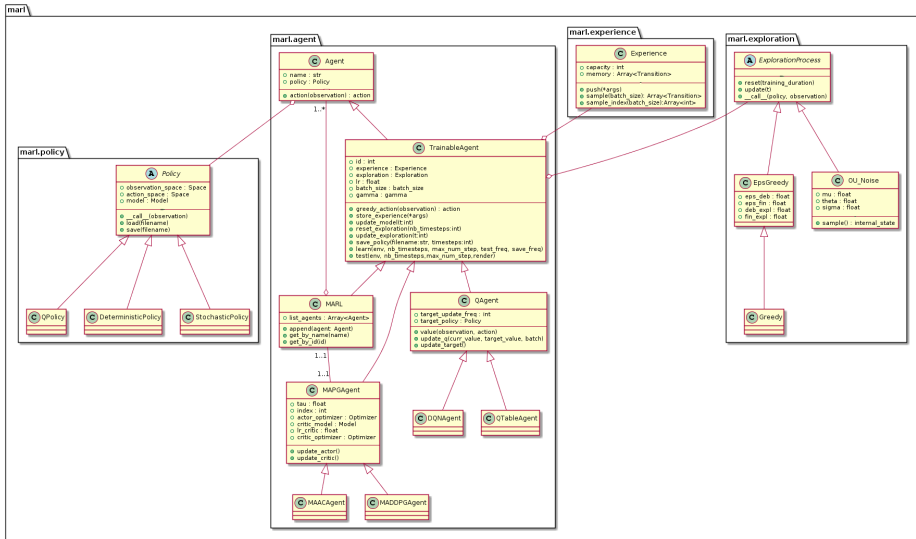 marl
marl.agent
C Agent
name : str
policy : Policy
action(observation) : action
1..*
marl.experience
C Experience
capacity : int
memory : Array<Transition>
push(*args)
sample(batch_size): Array<Transition>
sample_index(batch_size):Array<int>
marl.exploration
A ExplorationProcess
reset(training_duration)
update(t)
__call__(policy, observation)
C TrainableAgent
id : int
experience : Experience
exploration : Exploration
lr : float
batch_size : batch_size
gamma : gamma
greedy_action(observation) : action
store_experience(*args)
update_model(t:int)
reset_exploration(nb_timesteps:int)
update_exploration(t:int)
save_policy(filename:str, timesteps:int)
learn(env, nb_timesteps, max_num_step, test_freq, save_freq)
test(env, nb_timesteps,max_num_step,render)
marl.policy
A Policy
observation_space : Space
action_space : Space
model : Model
__call__(observation)
load(filename)
save(filename)
C EpsGreedy
eps_deb : float
eps_fin : float
deb_expl : float
fin_expl : float
C OU_Noise
mu : float
theta : float
sigma : float
sample() : internal_state
C QPolicy
C DeterministicPolicy
C StochasticPolicy
C MARL
list_agents : Array<Agent>
append(agent: Agent)
get_by_name(name)
get_by_id(id)
1..1
C QAgent
target_update_freq : int
target_policy : Policy
value(observation, action)
update_q(curr_value, target_value, batch)
update_target()
C Greedy
1..1
C MAPGAgent
tau : float
index : int
actor_optimizer : Optimizer
critic_model : Model
lr_critic : float
critic_optimizer : Optimizer
update_actor()
update_critic()
C DQNAgent
C QTableAgent
C MAACAgent
C MADDPGAgent